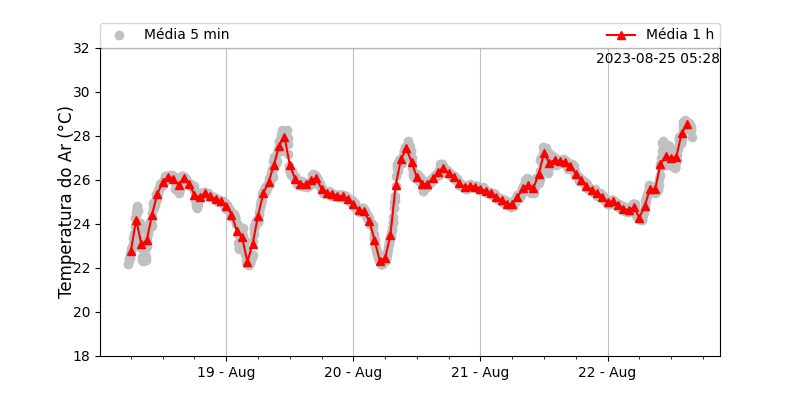 Média 5 min
Média 1 h
2023-08-25 05:28
Temperatura do Ar (°C)
32
30
28
26
24
22
20
18
19 - Aug
20 - Aug
21 - Aug
22 - Aug